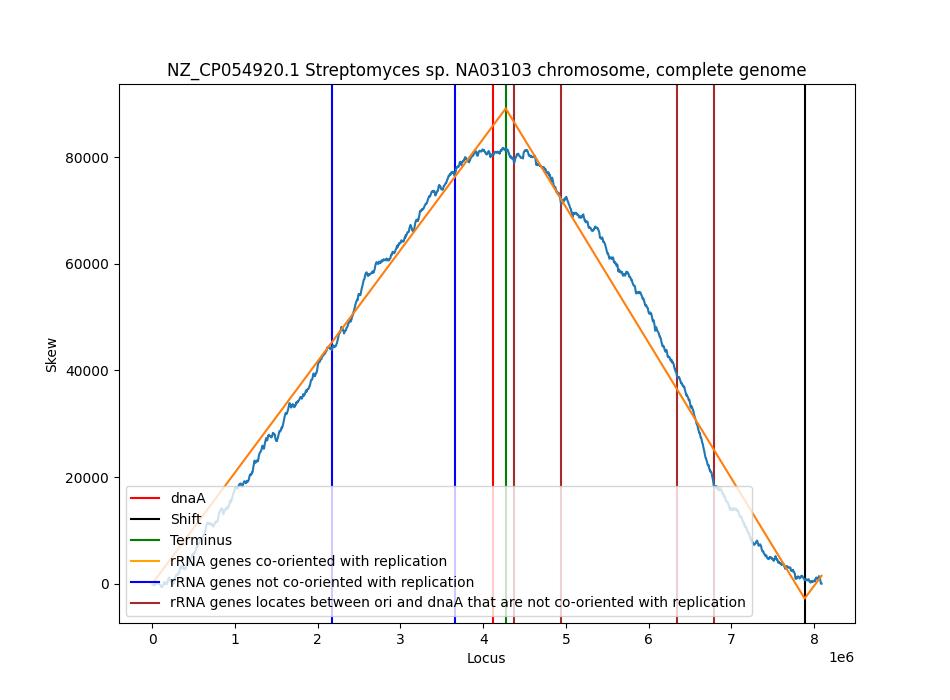 NZ_CP054920.1 Streptomyces sp. NA03103 chromosome, complete genome
80000
60000
40000
20000
0
Skew
dnaA
Shift
Terminus
rRNA genes co-oriented with replication
rRNA genes not co-oriented with replication
rRNA genes locates between ori and dnaA that are not co-oriented with replication
0 1 2 3 4 5 6 7 8
1e6
Locus